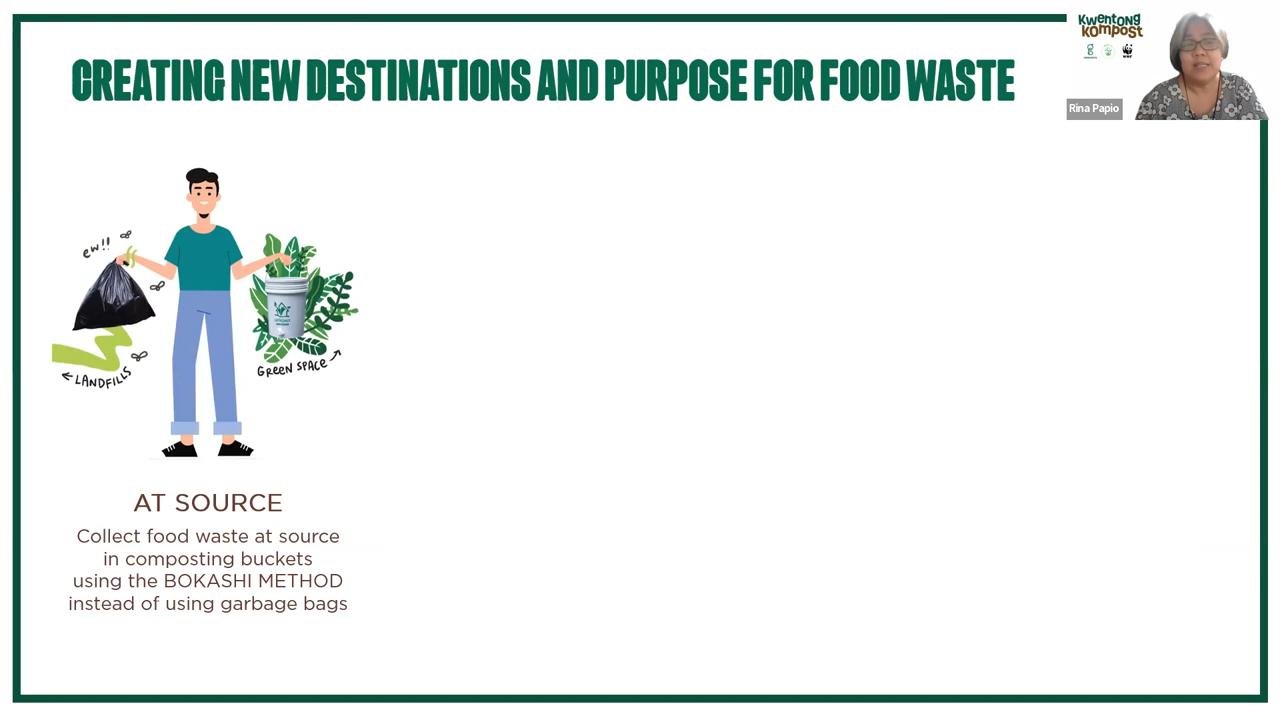 Kwentong
Kompost
WWF
Rina Papio
CREATING NEW DESTINATIONS AND PURPOSE FOR FOOD WASTE
ew!!
← LANDFILLS
GREEN SPACE →
AT SOURCE
Collect food waste at source
in composting buckets
using the BOKASHI METHOD
instead of using garbage bags